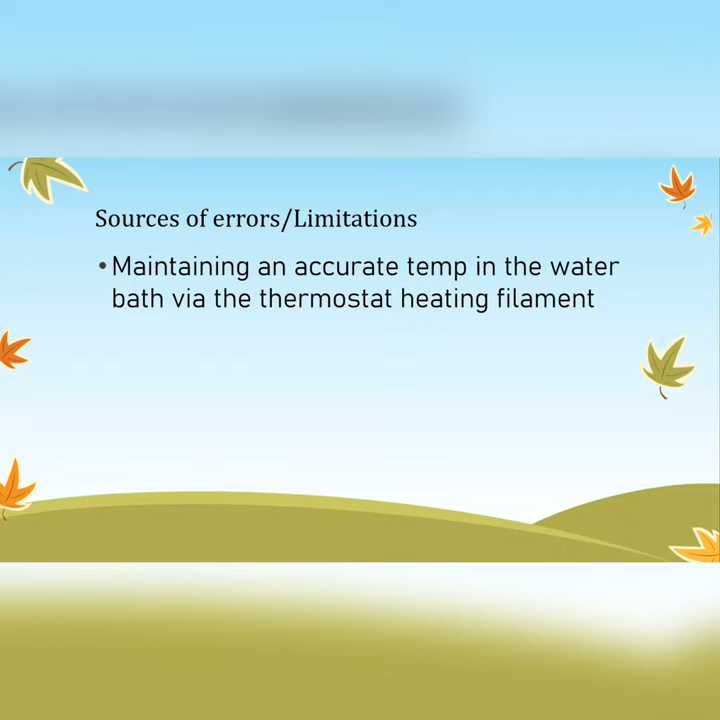 Sources of errors/Limitations
•Maintaining an accurate temp in the water
bath via the thermostat heating filament